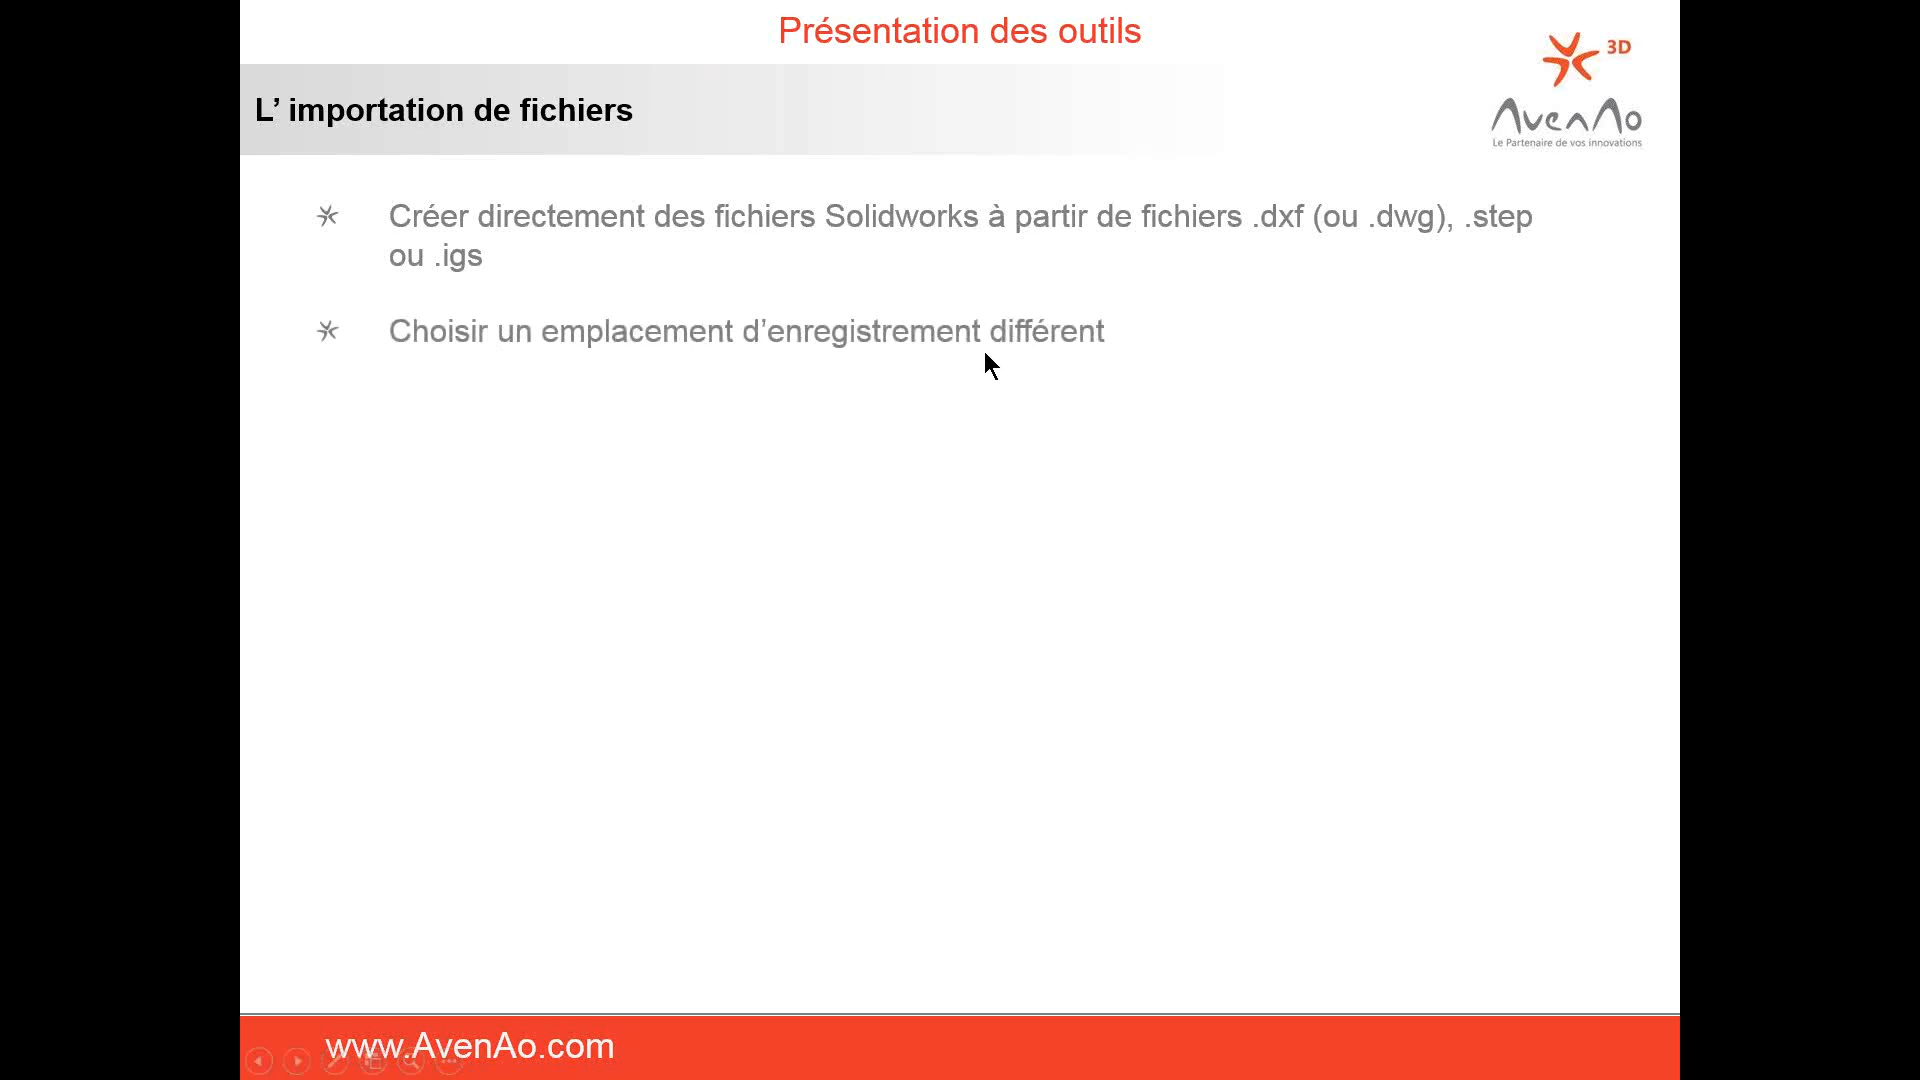 Présentation des outils
3D
AvenAo
Le Partenaire de vos innovations
L’ importation de fichiers
Créer directement des fichiers Solidworks à partir de fichiers .dxf (ou .dwg), .step
ou .igs
Choisir un emplacement d’enregistrement différent
www.AvenAo.com